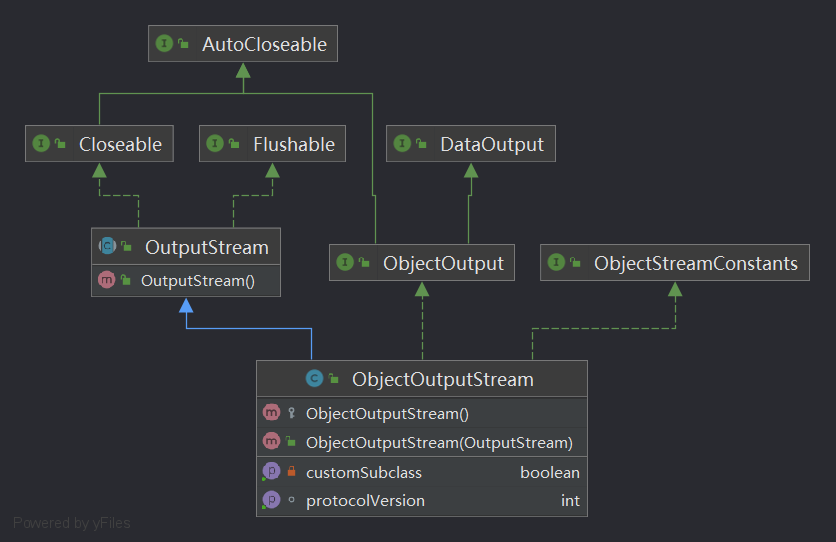 AutoCloseable
Closeable
Flushable
DataOutput
OutputStream
OutputStream()
ObjectOutput
ObjectStreamConstants
ObjectOutputStream
ObjectOutputStream()
ObjectOutputStream(OutputStream)
customSubclass boolean
protocolVersion int
Powered by yFiles